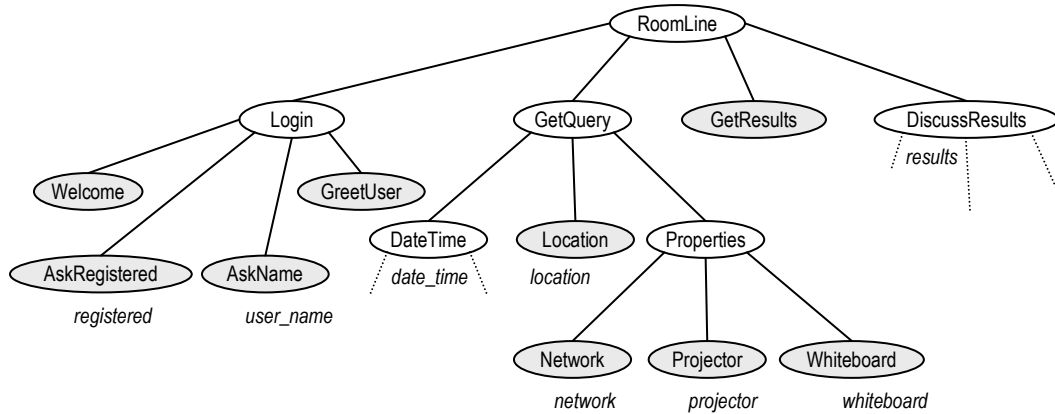 RoomLine
Login
GetQuery
GetResults
DiscussResults
results
Welcome
GreetUser
DateTime
Location
Properties
AskRegistered
AskName
date_time
location
registered
user_name
Network
Projector
Whiteboard
network
projector
whiteboard